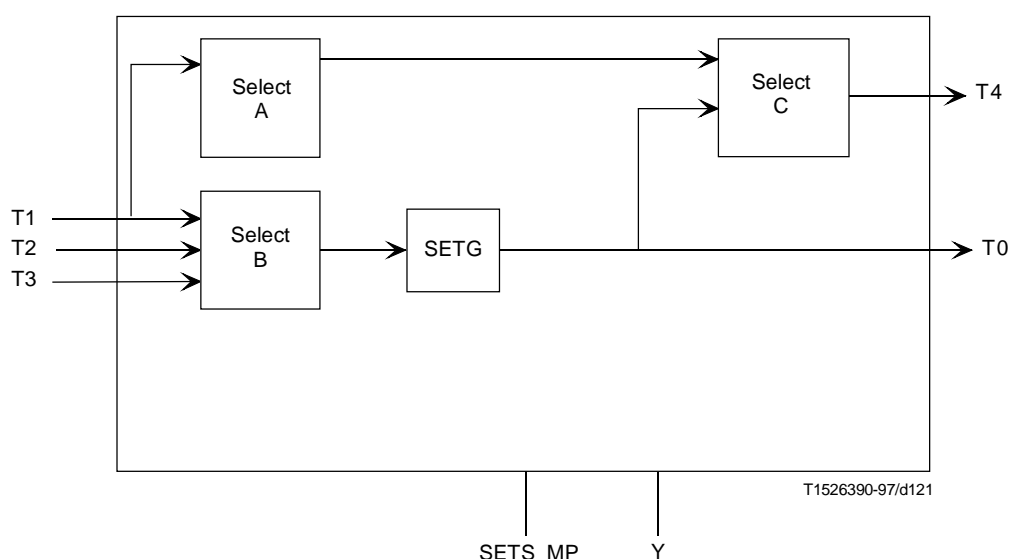 Select
A
Select
C
T4
T1
T2
T3
Select
B
SETG
T0
T1526390-97/d121
SETS_MP
Y